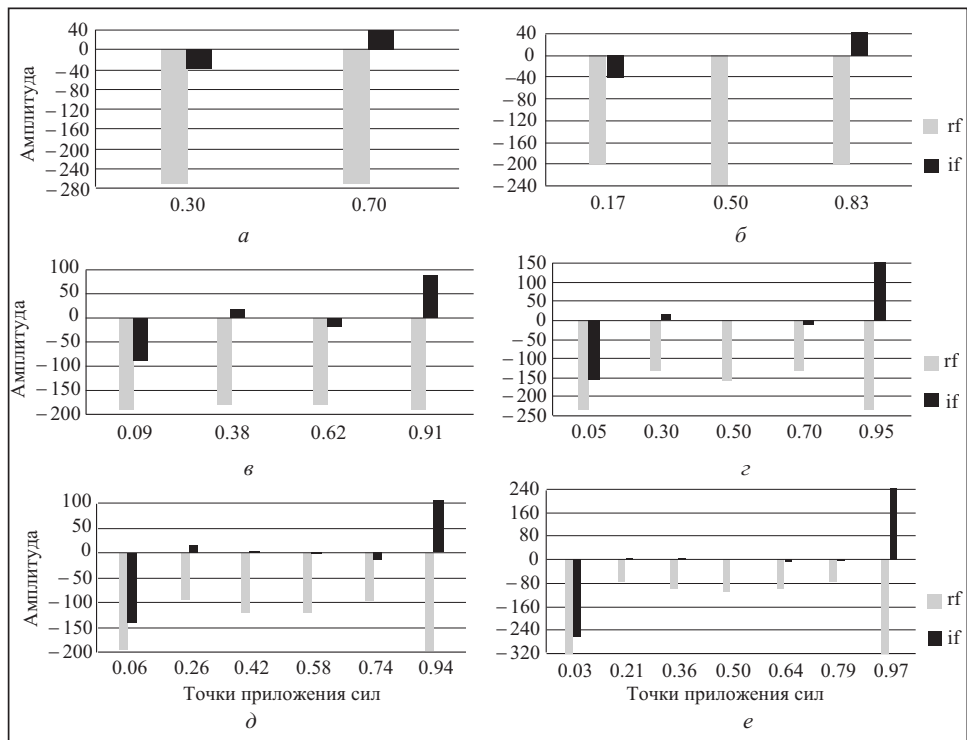 Амплитуда
40
0
−40
−80
−120
−160
−200
−240
−280
0.30 0.70
а
40
0
−40
−80
−120
−160
−200
−240
0.17 0.50 0.83
б
rf
if
Амплитуда
100
50
0
−50
−100
−150
−200
0.09 0.38 0.62 0.91
в
150
100
50
0
−50
−100
−150
−200
−250
0.05 0.30 0.50 0.70 0.95
г
rf
if
Амплитуда
100
50
0
−50
−100
−150
−200
0.06 0.26 0.42 0.58 0.74 0.94
Точки приложения сил
д
240
160
80
0
−80
−160
−240
−320
0.03 0.21 0.36 0.50 0.64 0.79 0.97
Точки приложения сил
е
rf
if